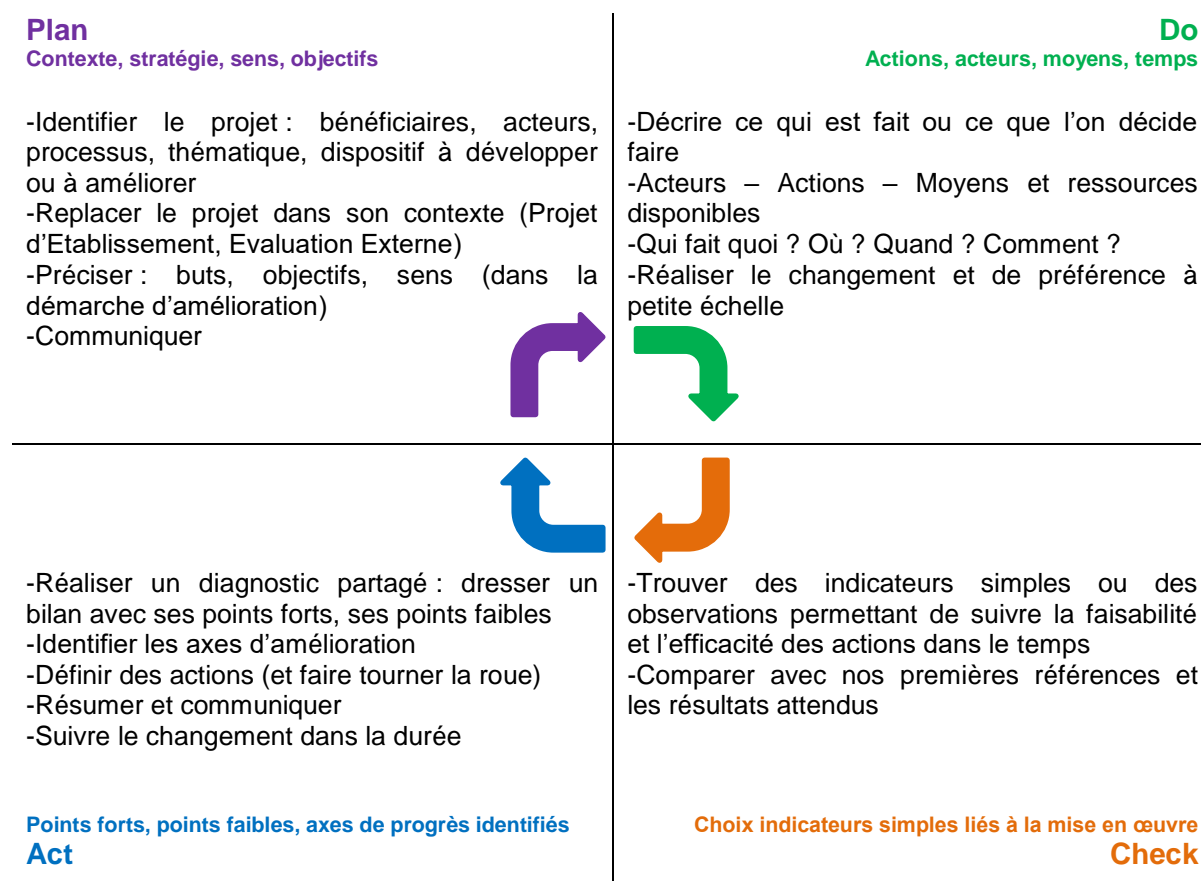 Plan
Contexte, stratégie, sens, objectifs
-Identifier le projet : bénéficiaires, acteurs,
processus, thématique, dispositif à développer
ou à améliorer
-Replacer le projet dans son contexte (Projet
d'Etablissement, Evaluation Externe)
-Préciser : buts, objectifs, sens (dans la
démarche d'amélioration)
-Communiquer
Do
Actions, acteurs, moyens, temps
-Décrire ce qui est fait ou ce que l'on décide
faire
-Acteurs – Actions – Moyens et ressources
disponibles
-Qui fait quoi ? Où ? Quand ? Comment ?
-Réaliser le changement et de préférence à
petite échelle
-Réaliser un diagnostic partagé : dresser un
bilan avec ses points forts, ses points faibles
-Identifier les axes d'amélioration
-Définir des actions (et faire tourner la roue)
-Résumer et communiquer
-Suivre le changement dans la durée
Points forts, points faibles, axes de progrès identifiés
Act
-Trouver des indicateurs simples ou des
observations permettant de suivre la faisabilité
et l'efficacité des actions dans le temps
-Comparer avec nos premières références et
les résultats attendus
Choix indicateurs simples liés à la mise en œuvre
Check